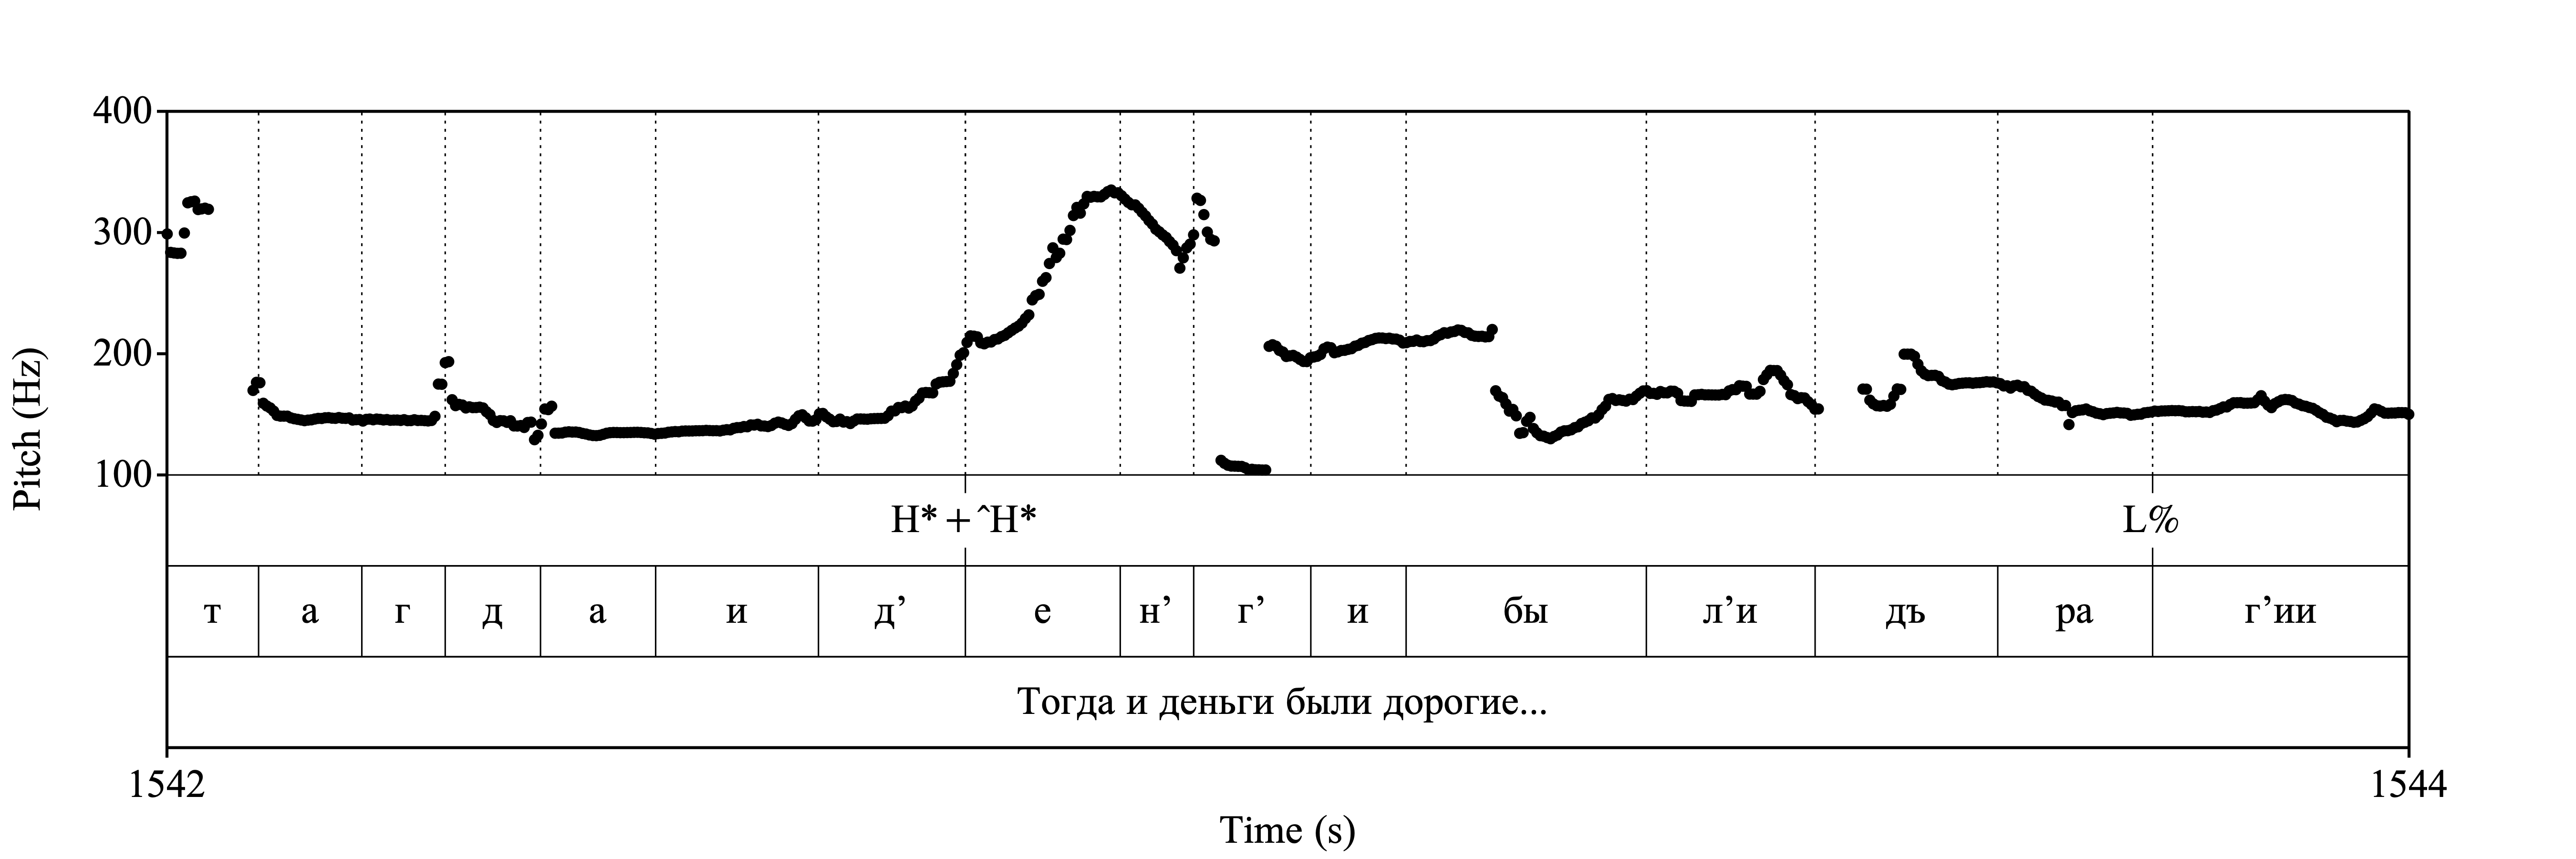 400
300
200
100
Pitch (Hz)
H*+^H* L%
т а г д а и д’ е н’ г’ и бы л’и дъ ра г’ии
Тогда и деньги были дорогие...
1542 1544
Time (s)